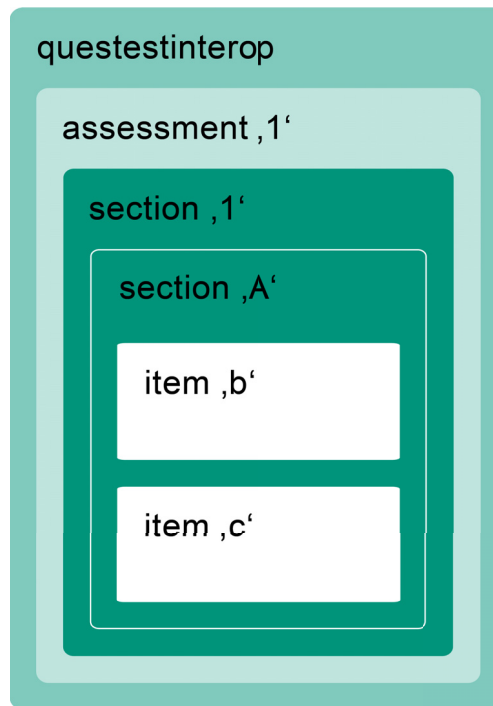 questestinterop
assessment ‚1‘
section ‚1‘
section ‚A‘
item ‚b‘
item ‚c‘